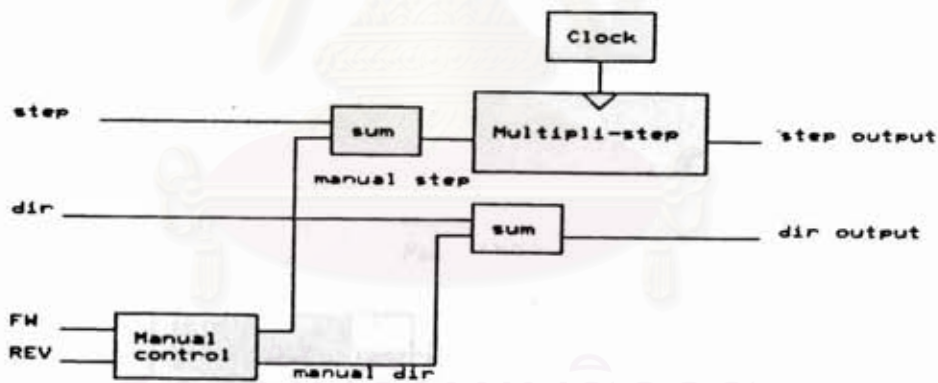 Clock
step
sum
Multipli-step
step output
manual step
dir
sum
dir output
FW
REV
Manual
control
manual dir